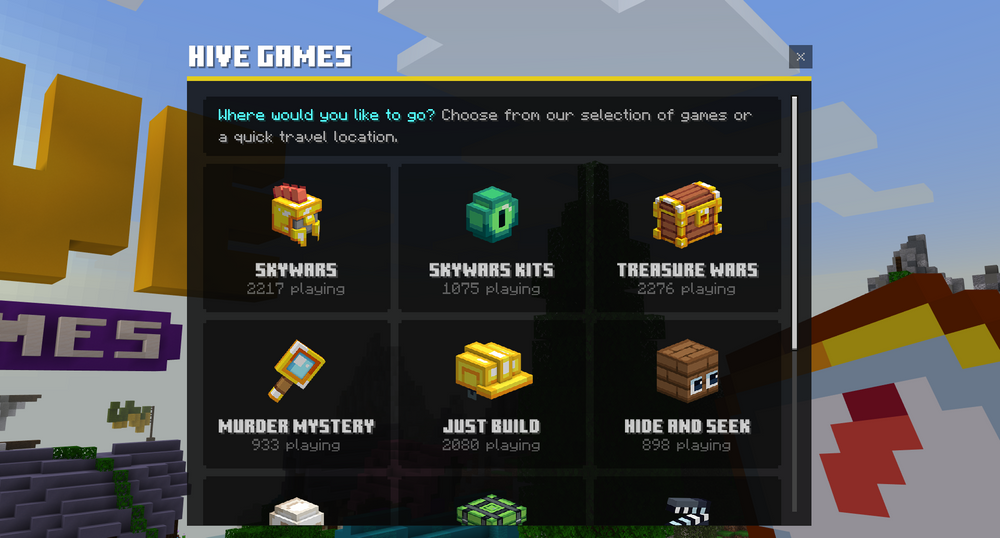 HIVE GAMES
Where would you like to go? Choose from our selection of games or
a quick travel location.
SKYWARS
2217 playing
SKYWARS KITS
1075 playing
TREASURE WARS
2276 playing
MES
MURDER MYSTERY
933 playing
JUST BUILD
2080 playing
HIDE AND SEEK
898 playing